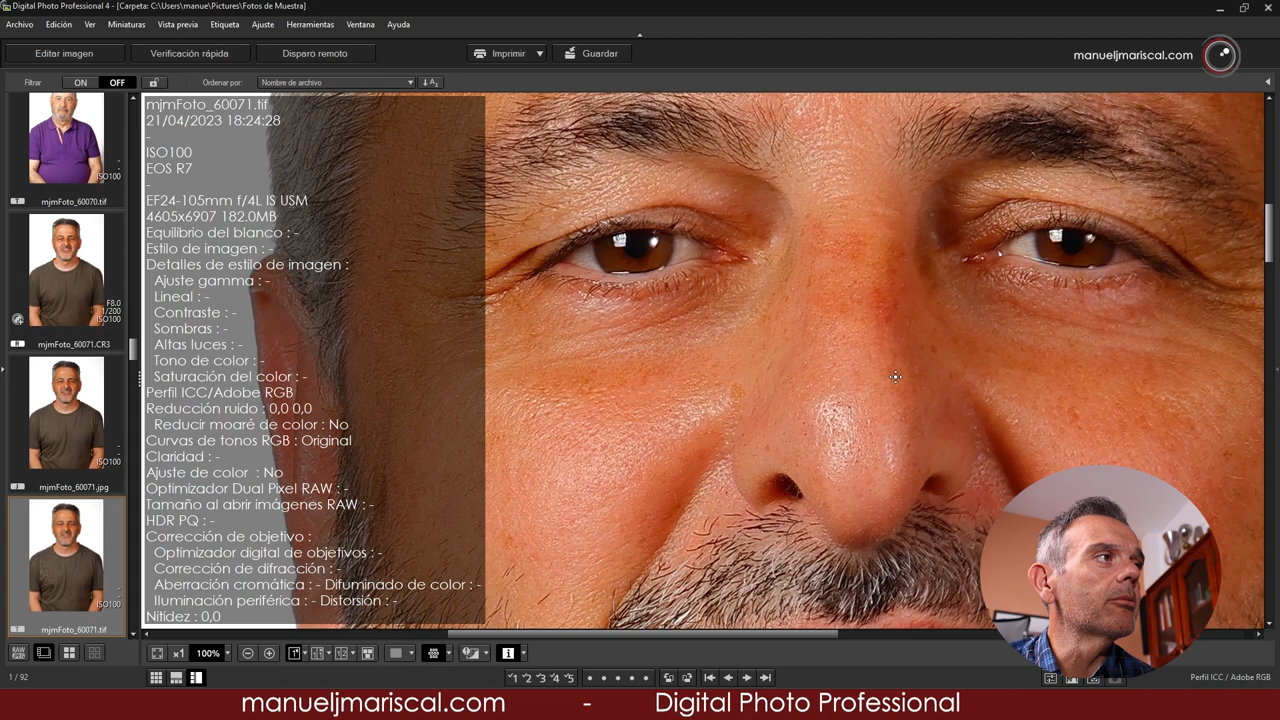 Digital Photo Professional 4 - [Carpeta: C:\Users\manue\Pictures\Fotos de Muestra]
Archivo Edición Ver Miniaturas Vista previa Etiqueta Ajuste Herramientas Ventana Ayuda
Editar imagen Verificación rápida Disparo remoto Imprimir Guardar
manueljmariscal.com
Filtrar ON OFF Ordenar por: Nombre de archivo
ISO100
mjmFoto_60070.tif
F8.0
1/200
ISO100
mjmFoto_60071.CR3
ISO100
mjmFoto_60071.jpg
ISO100
mjmFoto_60071.tif
mjmFoto_60071.tif
21/04/2023 18:24:28
-
ISO100
EOS R7
-
EF24-105mm f/4L IS USM
4605x6907 182.0MB
Equilibrio del blanco : -
Estilo de imagen : -
Detalles de estilo de imagen :
Ajuste gamma : -
Lineal : -
Contraste : -
Sombras : -
Altas luces : -
Tono de color : -
Saturación del color : -
Perfil ICC/Adobe RGB
Reducción ruido : 0,0 0,0
Reducir moaré de color : No
Curvas de tonos RGB : Original
Claridad : -
Ajuste de color : No
Optimizador Dual Pixel RAW : -
Tamaño al abrir imágenes RAW : -
HDR PQ : -
Corrección de objetivo :
Optimizador digital de objetivos : -
Corrección de difracción : -
Aberración cromática : - Difuminado de color : -
Iluminación periférica : - Distorsión : -
Nitidez : 0,0
x1 100%
1 / 92
1 2 3 4 5
Perfil ICC / Adobe RGB
manueljmariscal.com - Digital Photo Professional